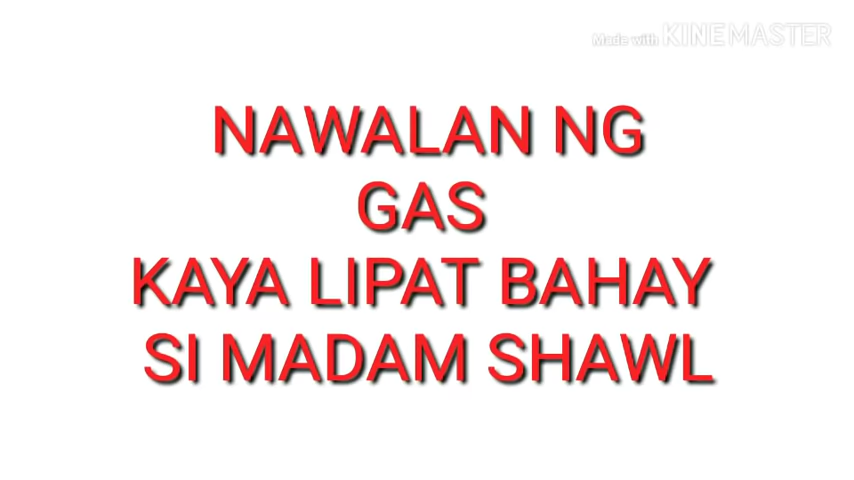 Made with KINEMASTER
NAWALAN NG
GAS
KAYA LIPAT BAHAY
SI MADAM SHAWL